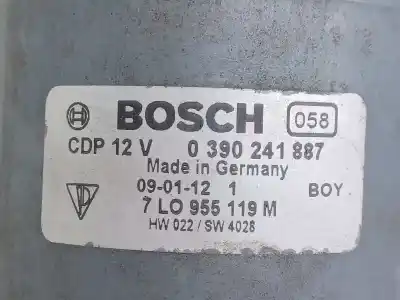 BOSCH 058
CDP 12 V 0 390 241 887
Made in Germany
09-01-12 1 BOY
7 LO 955 119 M
HW 022 / SW 4028